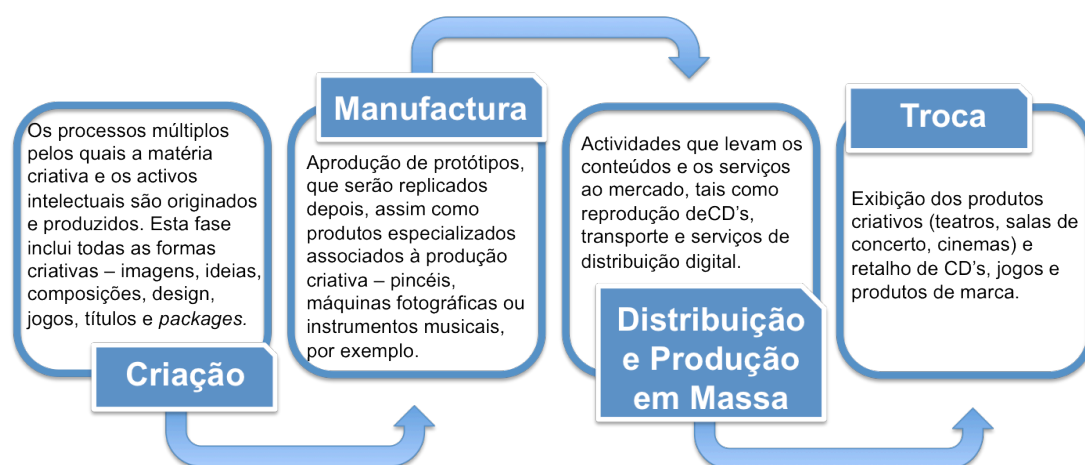 Os processos múltiplos
pelos quais a matéria
criativa e os activos
intelectuais são originados
e produzidos. Esta fase
inclui todas as formas
criativas – imagens, ideias,
composições, design,
jogos, títulos e packages.
Criação
Manufactura
Aprodução de protótipos,
que serão replicados
depois, assim como
produtos especializados
associados à produção
criativa – pincéis,
máquinas fotográficas ou
instrumentos musicais,
por exemplo.
Actividades que levam os
conteúdos e os serviços
ao mercado, tais como
reprodução deCD’s,
transporte e serviços de
distribuição digital.
Distribuição
e Produção
em Massa
Troca
Exibição dos produtos
criativos (teatros, salas de
concerto, cinemas) e
retalho de CD’s, jogos e
produtos de marca.